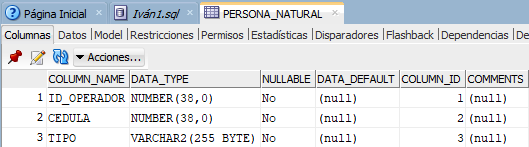 Página Inicial Iván1.sql PERSONA_NATURAL
Columnas Datos Model Restricciones Permisos Estadísticas Disparadores Flashback Dependencias De
Acciones...
COLUMN_NAME DATA_TYPE NULLABLE DATA_DEFAULT COLUMN_ID COMMENTS
1 ID_OPERADOR NUMBER(38,0) No (null) 1 (null)
2 CEDULA NUMBER(38,0) No (null) 2 (null)
3 TIPO VARCHAR2(255 BYTE) No (null) 3 (null)